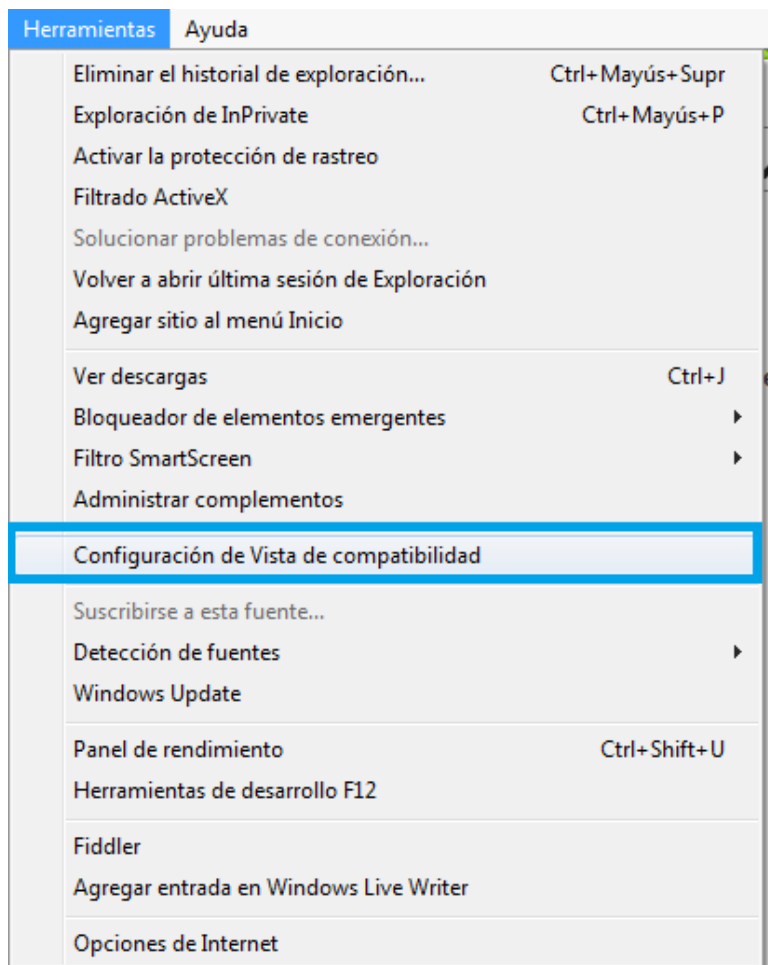 Herramientas Ayuda
Eliminar el historial de exploración... Ctrl+Mayús+Supr
Exploración de InPrivate Ctrl+Mayús+P
Activar la protección de rastreo
Filtrado ActiveX
Solucionar problemas de conexión...
Volver a abrir última sesión de Exploración
Agregar sitio al menú Inicio
Ver descargas Ctrl+J
Bloqueador de elementos emergentes
Filtro SmartScreen
Administrar complementos
Configuración de Vista de compatibilidad
Suscribirse a esta fuente...
Detección de fuentes
Windows Update
Panel de rendimiento Ctrl+Shift+U
Herramientas de desarrollo F12
Fiddler
Agregar entrada en Windows Live Writer
Opciones de Internet